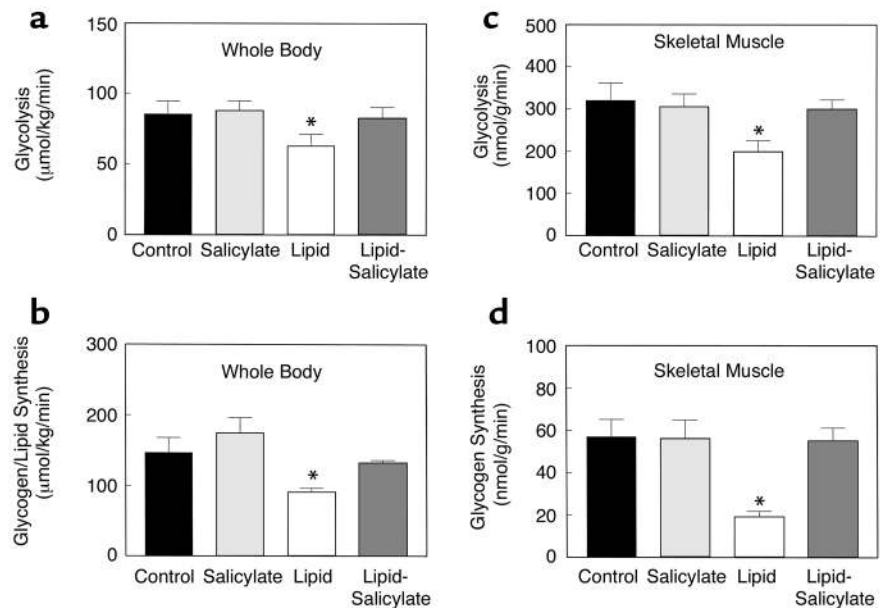 a
Whole Body
Glycolysis
(μmol/kg/min)
150
100
50
0
*
Control Salicylate Lipid Lipid-
Salicylate
c
Skeletal Muscle
Glycolysis
(nmol/g/min)
500
400
300
200
100
0
*
Control Salicylate Lipid Lipid-
Salicylate
b
Whole Body
Glycogen/Lipid Synthesis
(μmol/kg/min)
300
200
100
0
*
Control Salicylate Lipid Lipid-
Salicylate
d
Skeletal Muscle
Glycogen Synthesis
(nmol/g/min)
100
80
60
40
20
0
*
Control Salicylate Lipid Lipid-
Salicylate